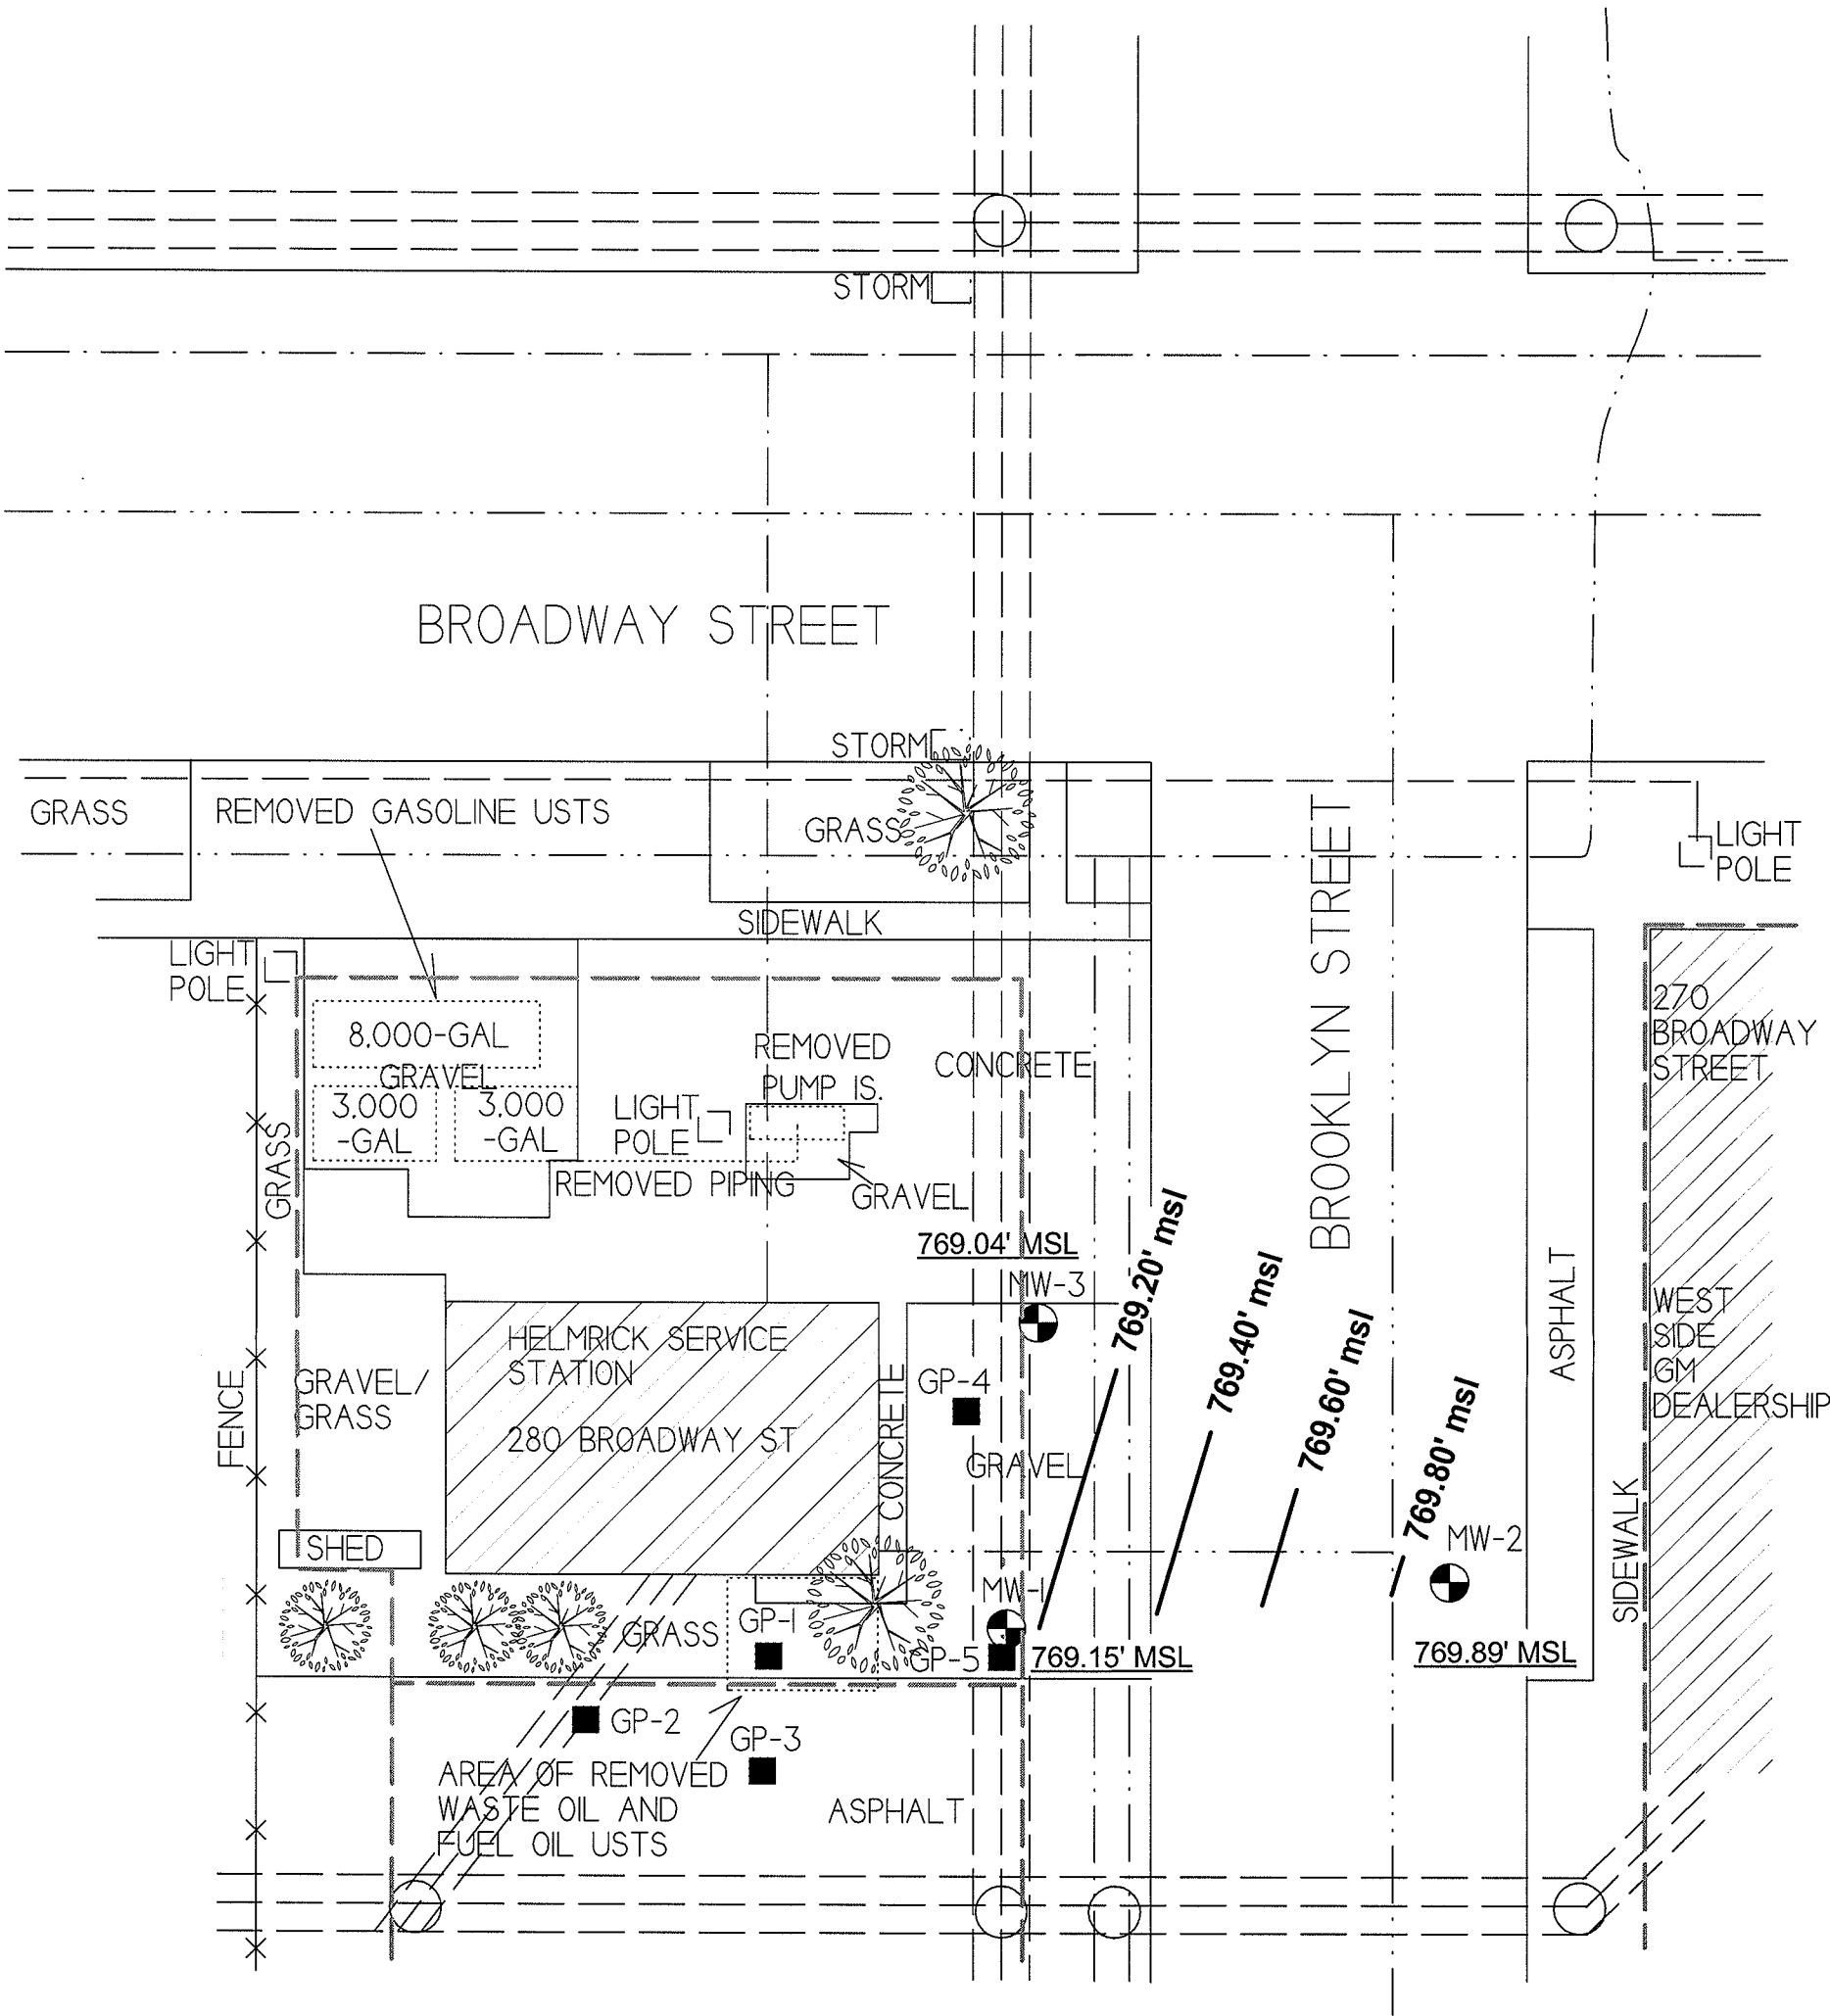 STORM
BROADWAY STREET
STORM
GRASS
REMOVED GASOLINE USTS
GRASS
LIGHT
POLE
SIDEWALK
BROOKLYN STREET
LIGHT
POLE
8,000-GAL
GRAVEL
3,000
-GAL
3,000
-GAL
REMOVED
PUMP IS.
CONCRETE
270
BROADWAY
STREET
LIGHT
POLE
GRASS
REMOVED PIPING
GRAVEL
769.04' MSL
MW-3
769.20' msl
769.40' msl
769.60' msl
769.80' msl
ASPHALT
WEST
SIDE
GM
DEALERSHIP
HELMRICK SERVICE
STATION
280 BROADWAY ST
GRAVEL/
GRASS
FENCE
CONCRETE
GP-4
GRAVEL
SIDEWALK
SHED
MW-2
MW-1
GRASS
GP-1
GP-5
769.15' MSL
769.89' MSL
GP-2
GP-3
AREA OF REMOVED
WASTE OIL AND
FUEL OIL USTS
ASPHALT